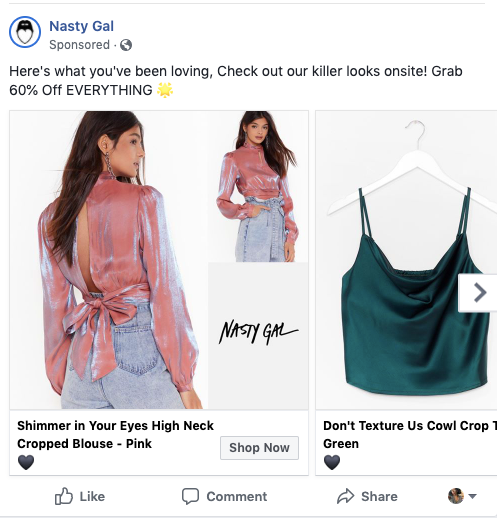 Nasty Gal
Sponsored ·
Here's what you've been loving, Check out our killer looks onsite! Grab
60% Off EVERYTHING 🌟
NASTY GAL
Shimmer in Your Eyes High Neck
Cropped Blouse - Pink
🖤
Shop Now
Don't Texture Us Cowl Crop T
Green
🖤
Like
Comment
Share